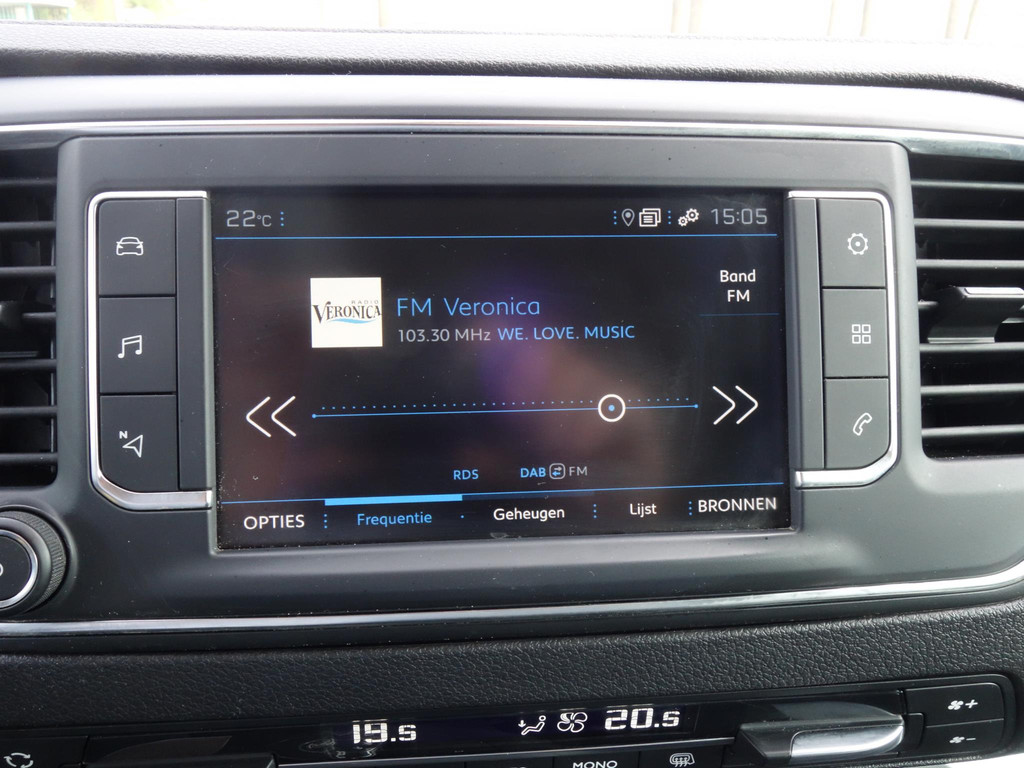 22°C 15:05
Band
FM
RADIO
VERONICA
FM Veronica
103.30 MHz WE. LOVE. MUSIC
N
RDS DAB FM
OPTIES Frequentie Geheugen Lijst BRONNEN
19.5 20.5
MONO